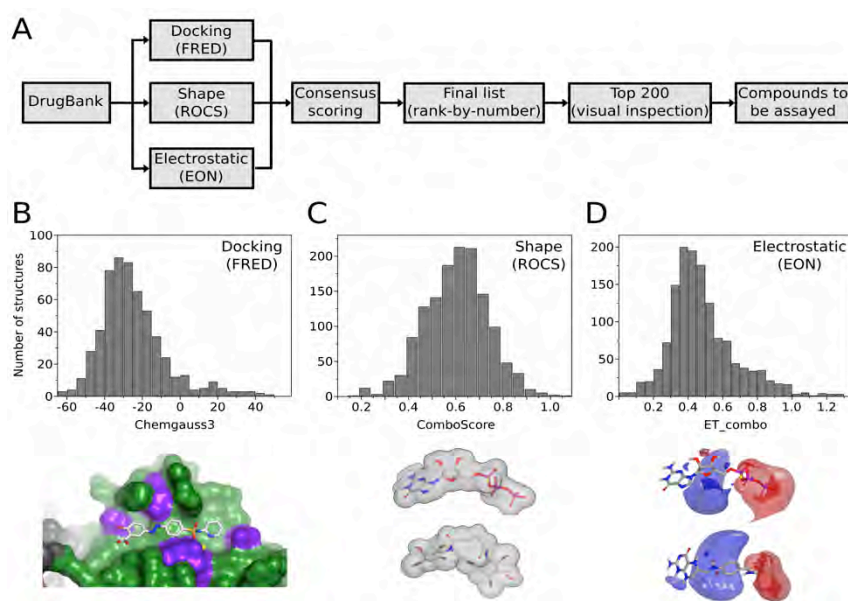 A
Docking
(FRED)
DrugBank
Shape
(ROCS)
Electrostatic
(EON)
Consensus
scoring
Final list
(rank-by-number)
Top 200
(visual inspection)
Compounds to
be assayed
B
Docking
(FRED)
Number of structures
100
80
60
40
20
0
-60 -40 -20 0 20 40
Chemgauss3
C
Shape
(ROCS)
200
150
100
50
0
0.2 0.4 0.6 0.8 1.0
ComboScore
D
Electrostatic
(EON)
200
150
100
50
0
0.2 0.4 0.6 0.8 1.0 1.2
ET_combo